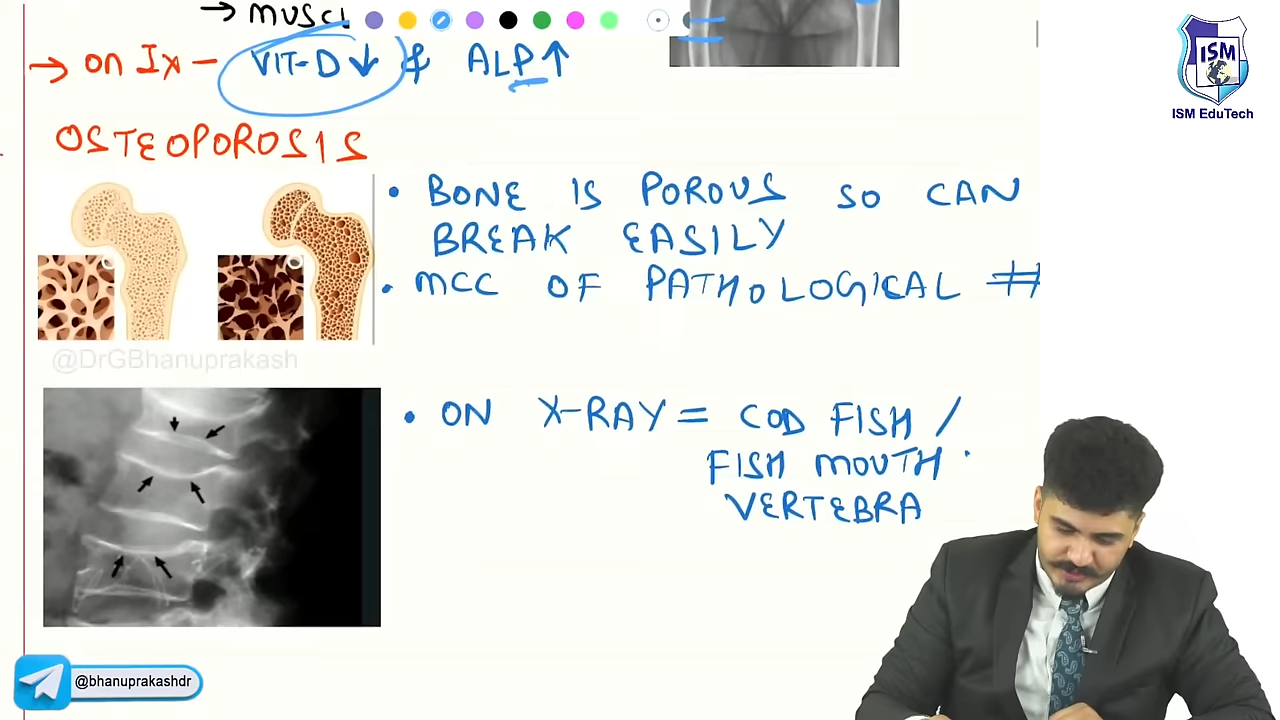 → MUSCL
→ ON Ix - VIT-D ↓ & ALP ↑
OSTEOPOROSIS
• BONE IS POROUS SO CAN
BREAK EASILY
• MCC OF PATHOLOGICAL #
@DrGBhanuprakash
• ON X-RAY = COD FISH /
FISH MOUTH
VERTEBRA
ISM
ISM EduTech
@bhanuprakashdr